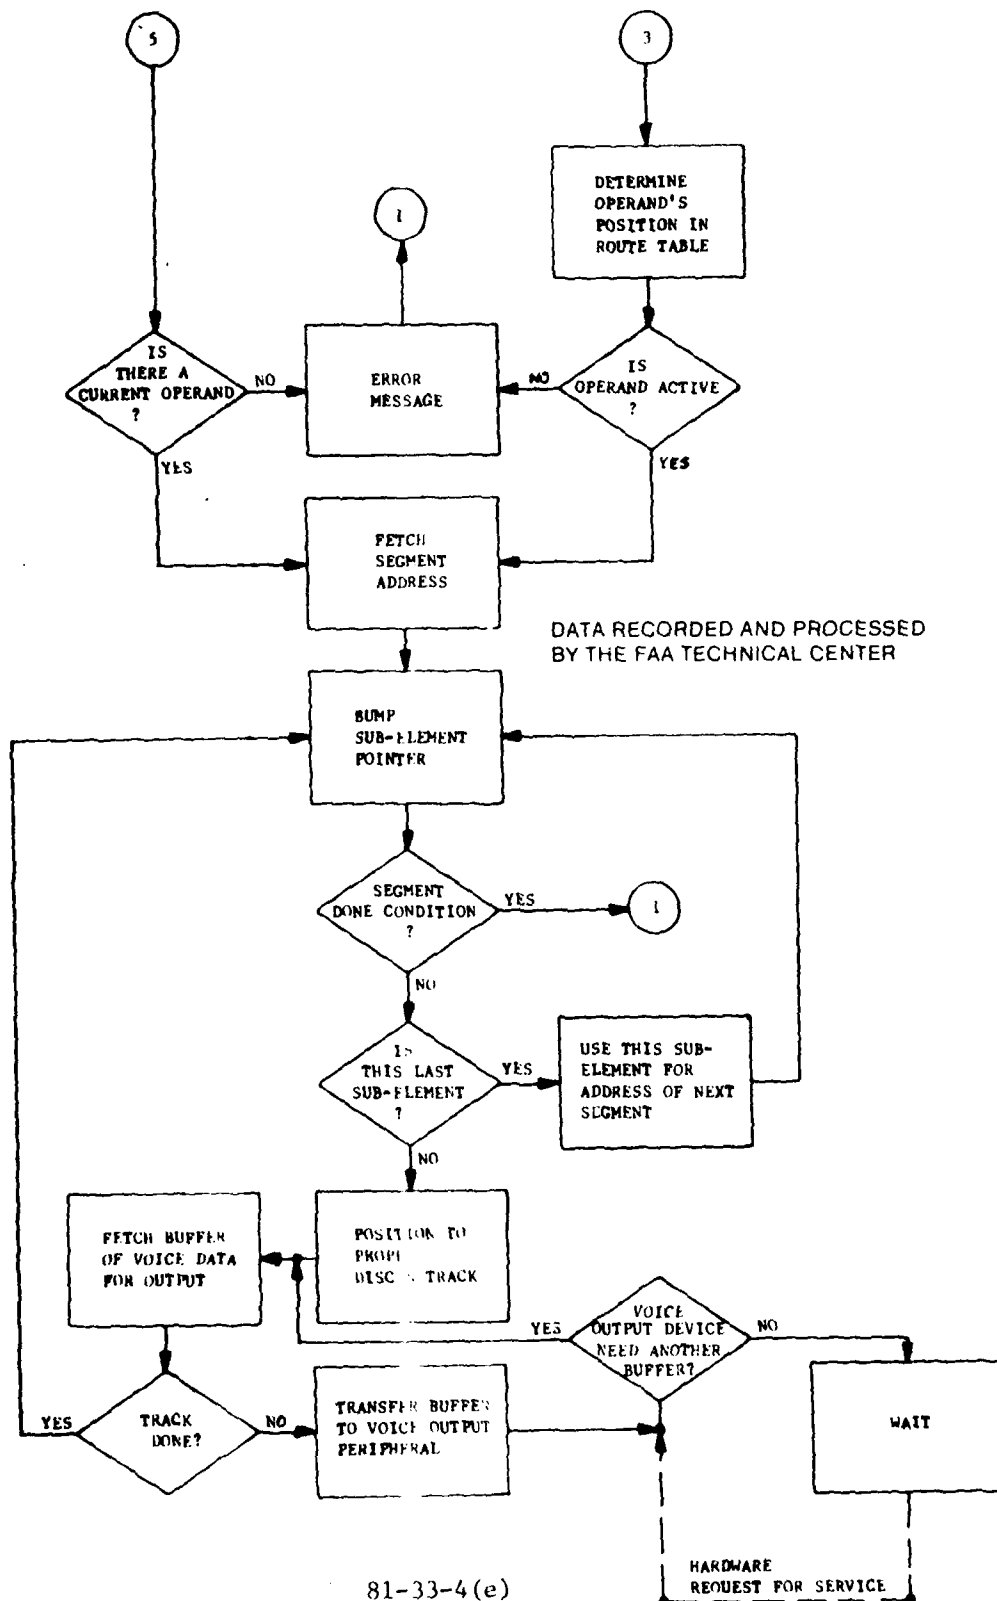 5
3
DETERMINE
OPERAND'S
POSITION IN
ROUTE TABLE
1
IS
THERE A
CURRENT OPERAND
?
NO
ERROR
MESSAGE
NO
IS
OPERAND ACTIVE
?
YES
YES
FETCH
SEGMENT
ADDRESS
DATA RECORDED AND PROCESSED
BY THE FAA TECHNICAL CENTER
BUMP
SUB-ELEMENT
POINTER
SEGMENT
DONE CONDITION
?
YES
1
NO
IS
THIS LAST
SUB-ELEMENT
?
YES
USE THIS SUB-
ELEMENT FOR
ADDRESS OF NEXT
SEGMENT
NO
FETCH BUFFER
OF VOICE DATA
FOR OUTPUT
POSITION TO
DISC TRACK
VOICE
OUTPUT DEVICE
NEED ANOTHER
BUFFER?
YES
NO
TRACK
DONE?
YES
NO
TRANSFER BUFFER
TO VOICE OUTPUT
PERIPHERAL
WAIT
HARDWARE
REQUEST FOR SERVICE
81-33-4(e)